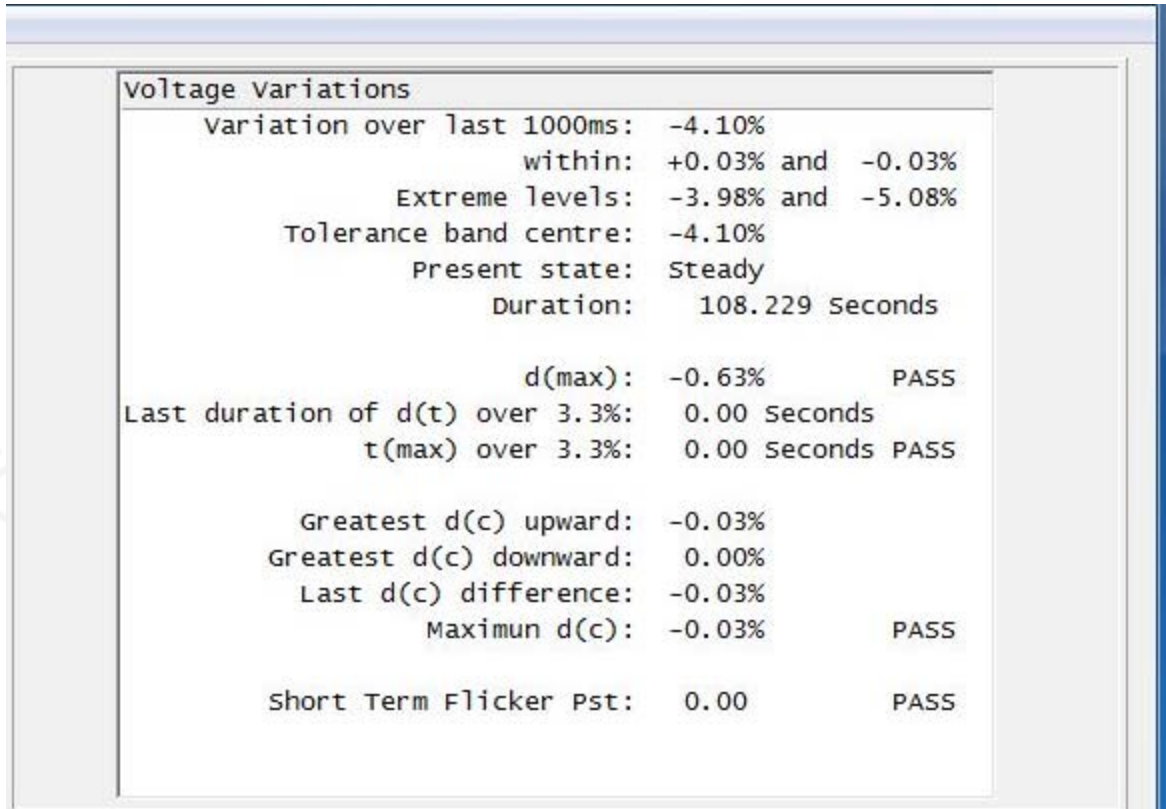 Voltage Variations
Variation over last 1000ms: -4.10%
within: +0.03% and -0.03%
Extreme levels: -3.98% and -5.08%
Tolerance band centre: -4.10%
Present state: Steady
Duration: 108.229 Seconds
d(max): -0.63% PASS
Last duration of d(t) over 3.3%: 0.00 Seconds
t(max) over 3.3%: 0.00 Seconds PASS
Greatest d(c) upward: -0.03%
Greatest d(c) downward: 0.00%
Last d(c) difference: -0.03%
Maximun d(c): -0.03% PASS
Short Term Flicker Pst: 0.00 PASS